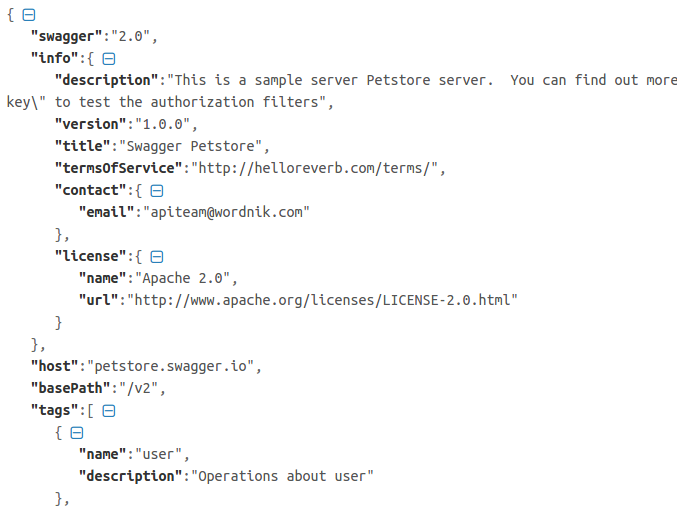 {
"swagger":"2.0",
"info":{
"description":"This is a sample server Petstore server.  You can find out more
key\" to test the authorization filters",
"version":"1.0.0",
"title":"Swagger Petstore",
"termsOfService":"http://helloreverb.com/terms/",
"contact":{
"email":"apiteam@wordnik.com"
},
"license":{
"name":"Apache 2.0",
"url":"http://www.apache.org/licenses/LICENSE-2.0.html"
}
},
"host":"petstore.swagger.io",
"basePath":"/v2",
"tags":[
{
"name":"user",
"description":"Operations about user"
},